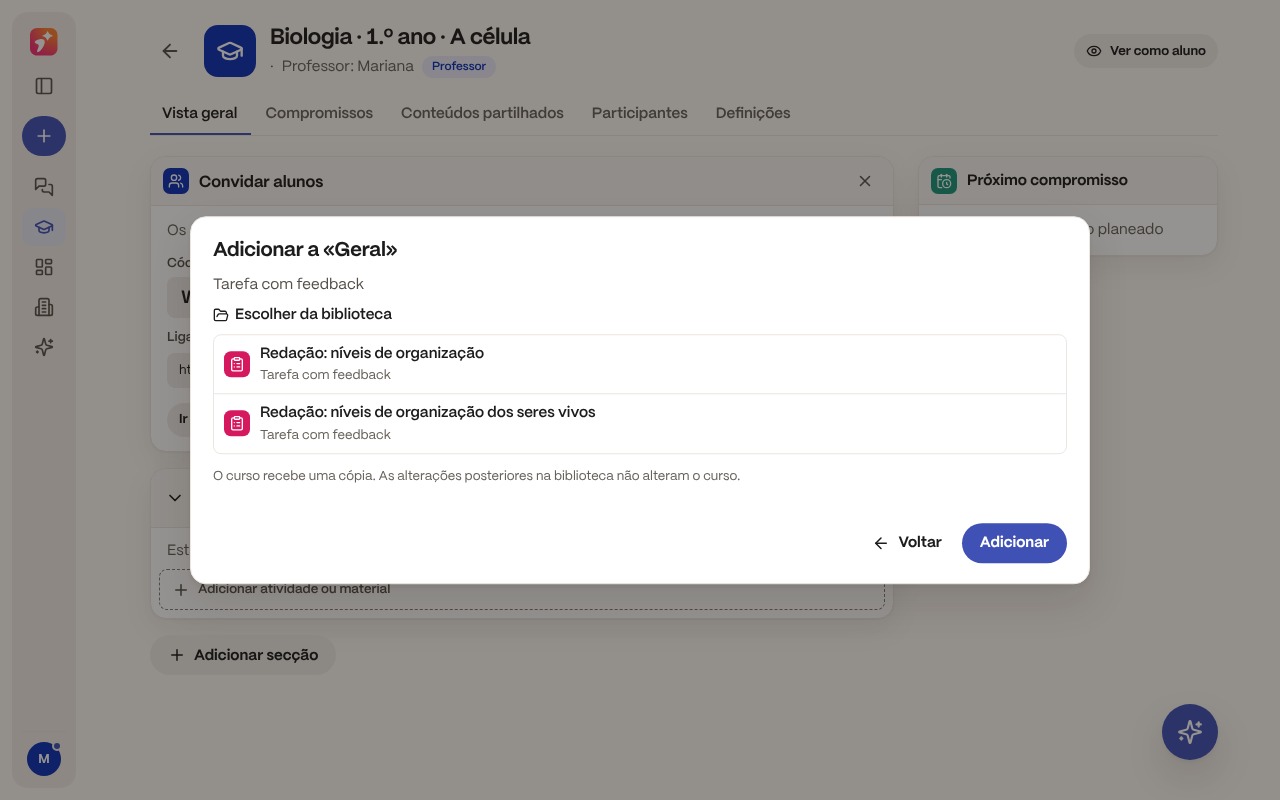 Biologia · 1.º ano · A célula
· Professor: Mariana Professor
Ver como aluno
Vista geral Compromissos Conteúdos partilhados Participantes Definições
Convidar alunos
Próximo compromisso
Os
planeado
Adicionar a «Geral»
Tarefa com feedback
Escolher da biblioteca
Redação: níveis de organização
Tarefa com feedback
Redação: níveis de organização dos seres vivos
Tarefa com feedback
O curso recebe uma cópia. As alterações posteriores na biblioteca não alteram o curso.
Voltar
Adicionar
Ir
Est
Adicionar atividade ou material
Adicionar secção
M